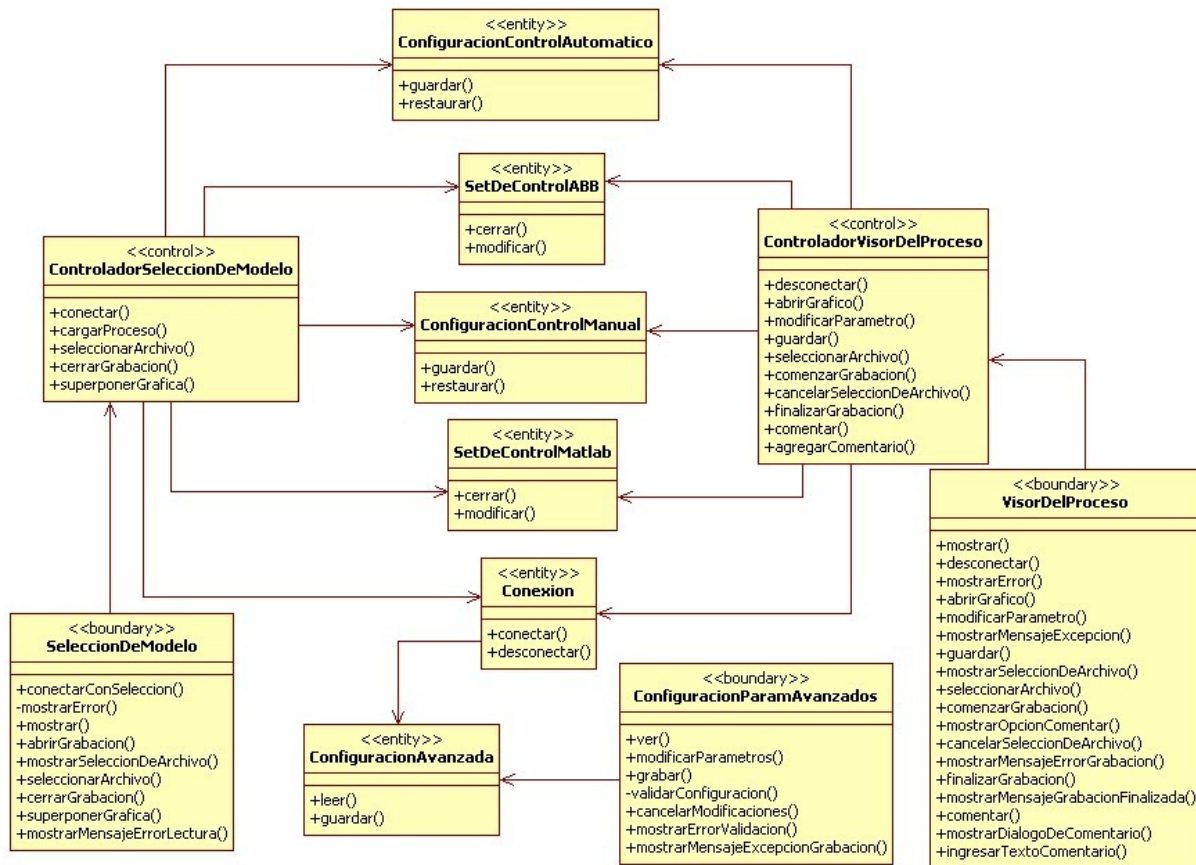 <<entity>>
ConfiguracionControlAutomatico
+guardar()
+restaurar()
<<entity>>
SetDeControlABB
+cerrar()
+modificar()
<<control>>
ControladorSeleccionDeModelo
+conectar()
+cargarProceso()
+seleccionarArchivo()
+cerrarGrabacion()
+superponerGrafica()
<<entity>>
ConfiguracionControlManual
+guardar()
+restaurar()
<<control>>
ControladorVisorDelProceso
+desconectar()
+abrirGrafico()
+modificarParametro()
+guardar()
+seleccionarArchivo()
+comenzarGrabacion()
+cancelarSeleccionDeArchivo()
+finalizarGrabacion()
+comentar()
+agregarComentario()
<<entity>>
SetDeControlMatlab
+cerrar()
+modificar()
<<entity>>
Conexion
+conectar()
+desconectar()
<<boundary>>
SeleccionDeModelo
+conectarConSeleccion()
-mostrarError()
+mostrar()
+abrirGrabacion()
+mostrarSeleccionDeArchivo()
+seleccionarArchivo()
+cerrarGrabacion()
+superponerGrafica()
+mostrarMensajeErrorLectura()
<<entity>>
ConfiguracionAvanzada
+leer()
+guardar()
<<boundary>>
ConfiguracionParamAvanzados
+ver()
+modificarParametros()
+grabar()
-validarConfiguracion()
+cancelarModificaciones()
+mostrarErrorValidacion()
+mostrarMensajeExcepcionGrabacion()
<<boundary>>
VisorDelProceso
+mostrar()
+desconectar()
+mostrarError()
+abrirGrafico()
+modificarParametro()
+mostrarMensajeExcepcion()
+guardar()
+mostrarSeleccionDeArchivo()
+seleccionarArchivo()
+comenzarGrabacion()
+mostrarOpcionComentar()
+cancelarSeleccionDeArchivo()
+mostrarMensajeErrorGrabacion()
+finalizarGrabacion()
+mostrarMensajeGrabacionFinalizada()
+comentar()
+mostrarDialogoDeComentario()
+ingresarTextoComentario()